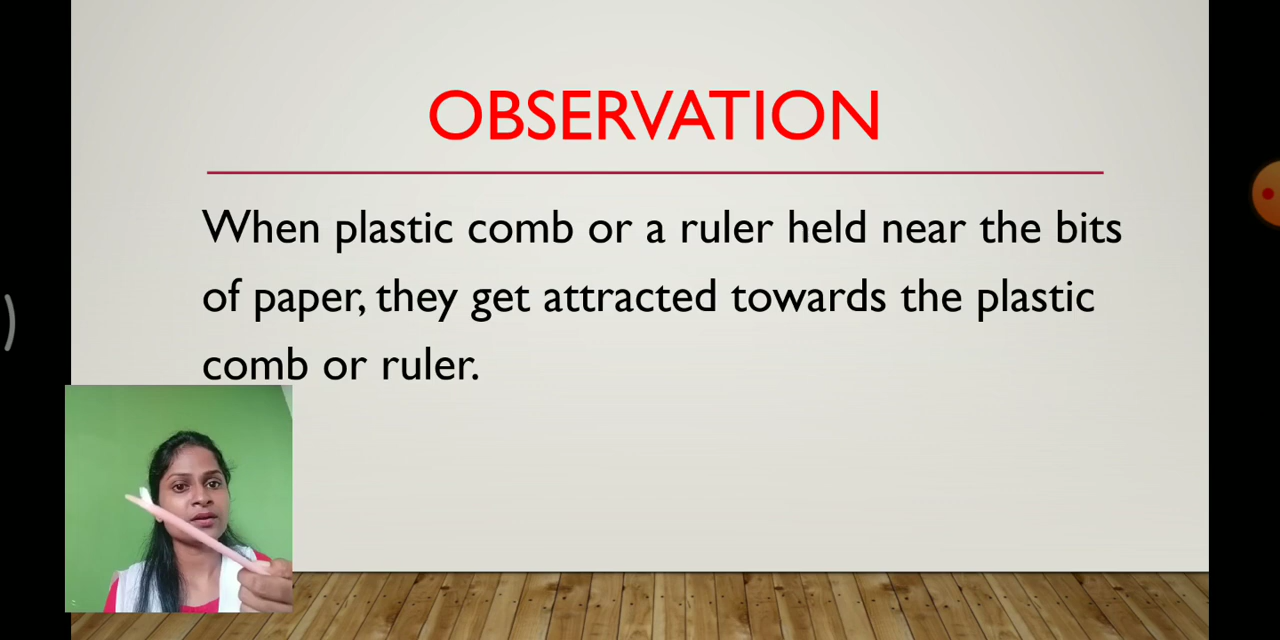 OBSERVATION
When plastic comb or a ruler held near the bits
of paper, they get attracted towards the plastic
comb or ruler.